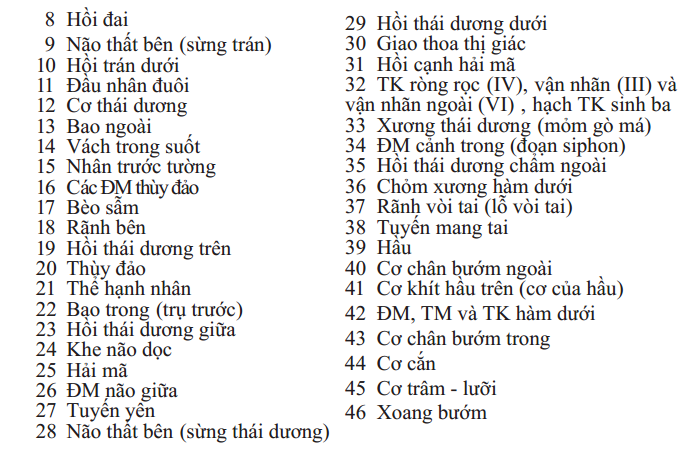 8 Hồi đai
9 Não thất bên (sừng trán)
10 Hồi trán dưới
11 Đầu nhân đuôi
12 Cơ thái dương
13 Bao ngoài
14 Vách trong suốt
15 Nhân trước tường
16 Các ĐM thùy đảo
17 Bèo sẫm
18 Rãnh bên
19 Hồi thái dương trên
20 Thùy đảo
21 Thể hạnh nhân
22 Bao trong (trụ trước)
23 Hồi thái dương giữa
24 Khe não dọc
25 Hải mã
26 ĐM não giữa
27 Tuyến yên
28 Não thất bên (sừng thái dương)
29 Hồi thái dương dưới
30 Giao thoa thị giác
31 Hồi cạnh hải mã
32 TK ròng rọc (IV), vận nhãn (III) và
vận nhãn ngoài (VI) , hạch TK sinh ba
33 Xương thái dương (mỏm gò má)
34 ĐM cảnh trong (đoạn siphon)
35 Hồi thái dương chẩm ngoài
36 Chỏm xương hàm dưới
37 Rãnh vòi tai (lỗ vòi tai)
38 Tuyến mang tai
39 Hầu
40 Cơ chân bướm ngoài
41 Cơ khít hầu trên (cơ của hầu)
42 ĐM, TM và TK hàm dưới
43 Cơ chân bướm trong
44 Cơ cắn
45 Cơ trâm - lưỡi
46 Xoang bướm